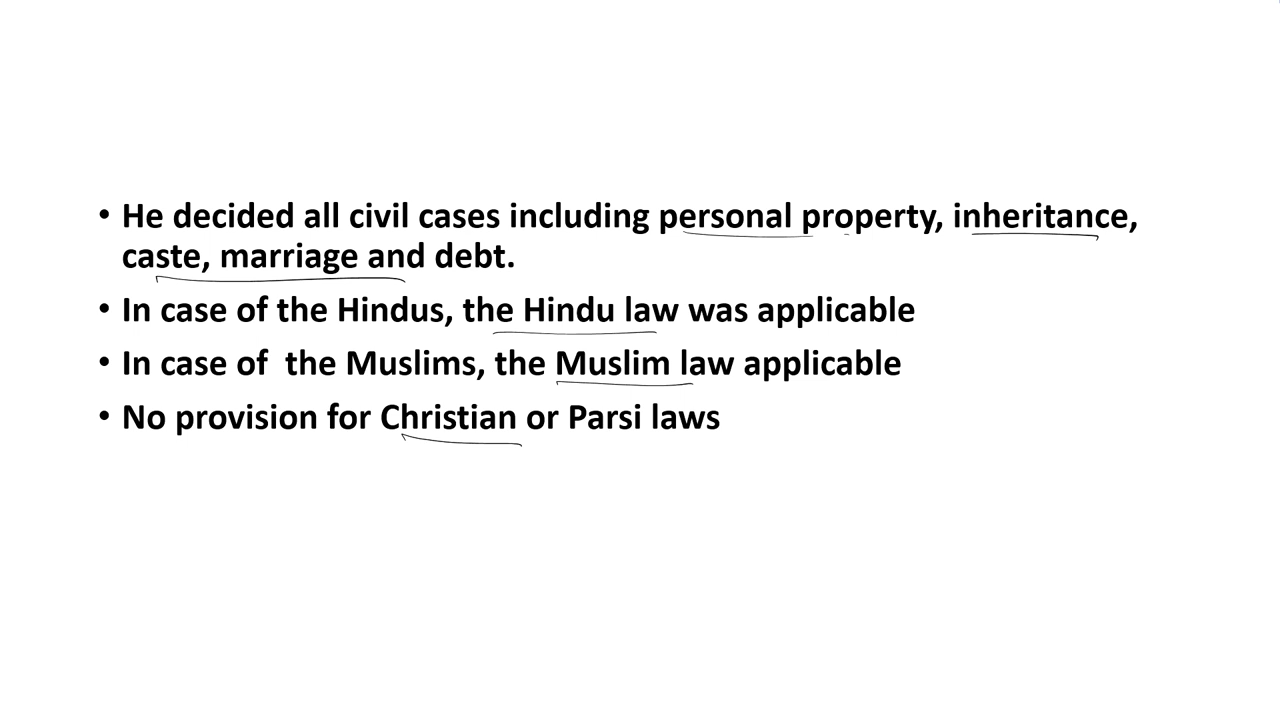 • He decided all civil cases including personal property, inheritance,
caste, marriage and debt.
• In case of the Hindus, the Hindu law was applicable
• In case of  the Muslims, the Muslim law applicable
• No provision for Christian or Parsi laws